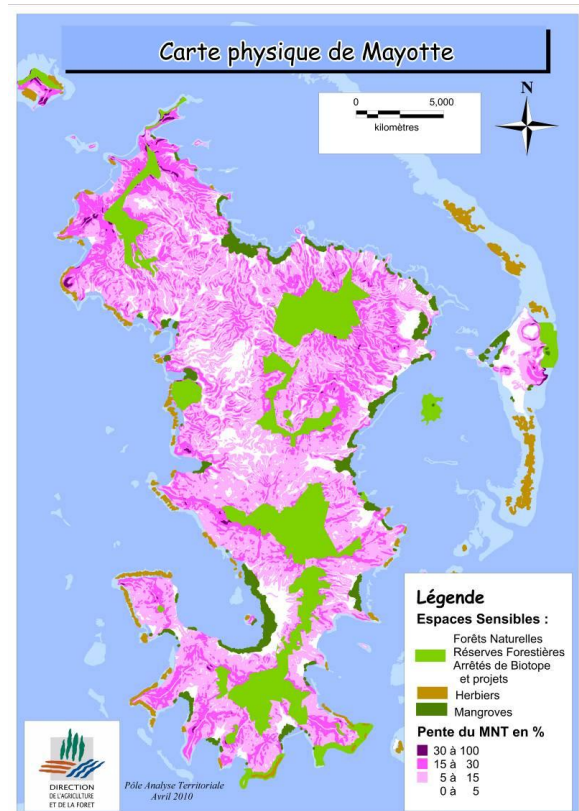 Carte physique de Mayotte
0 5,000
kilomètres
N
Légende
Espaces Sensibles :
Forêts Naturelles
Réserves Forestières
Arrêtés de Biotope
et projets
Herbiers
Mangroves
Pente du MNT en %
30 à 100
15 à 30
5 à 15
0 à 5
DIRECTION
DE L'AGRICULTURE
ET DE LA FORET
Pôle Analyse Territoriale
Avril 2010